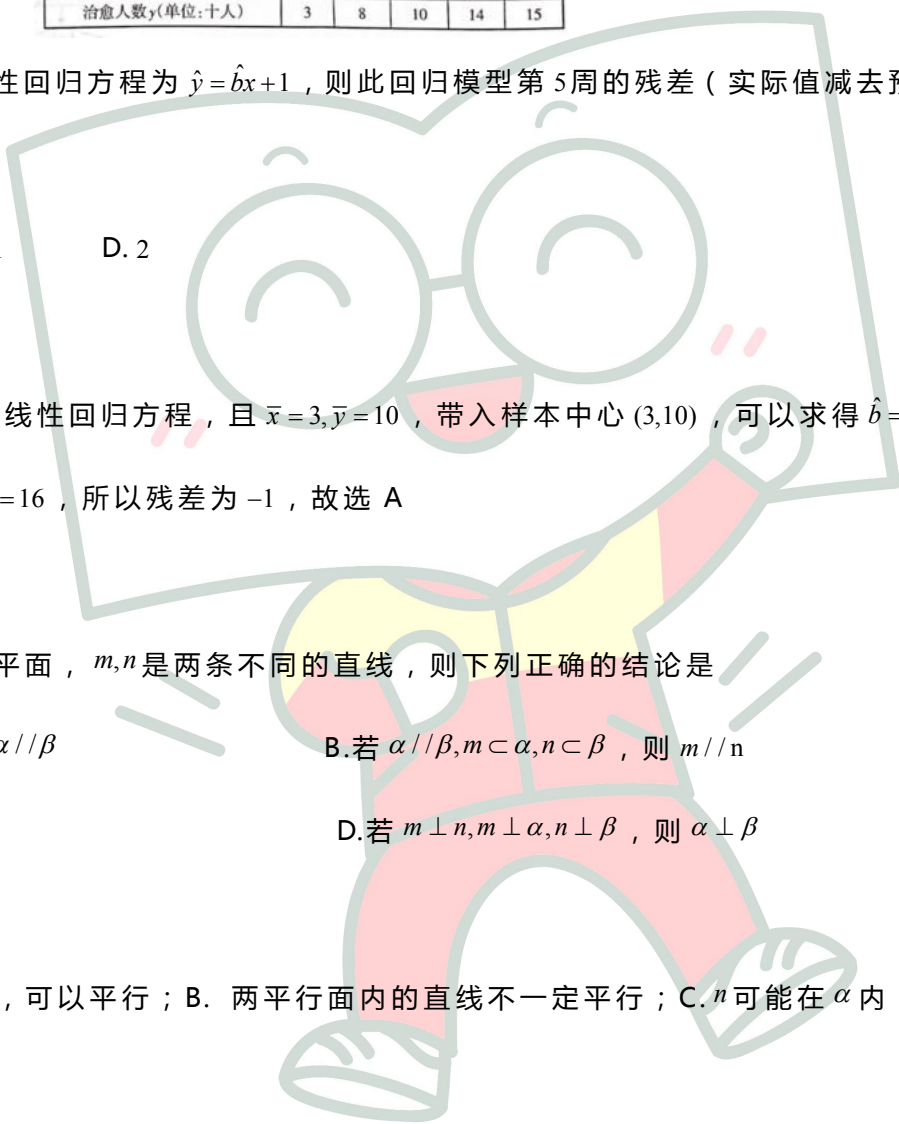 治愈人数y(单位:十人) 3 8 10 14 15
性回归方程为 ŷ = b̂x+1 ，则此回归模型第 5周的残差（实际值减去
D. 2
线性回归方程，且 x̄ = 3, ȳ = 10 ，带入样本中心 (3,10) ，可以求得 b̂ =
=16 ，所以残差为 –1 ，故选 A
平面， m,n 是两条不同的直线，则下列正确的结论是
α//β B.若 α//β,m⊂α,n⊂β ，则 m//n
D.若 m⊥n,m⊥α,n⊥β ，则 α⊥β
，可以平行；B. 两平行面内的直线不一定平行；C. n 可能在 α 内